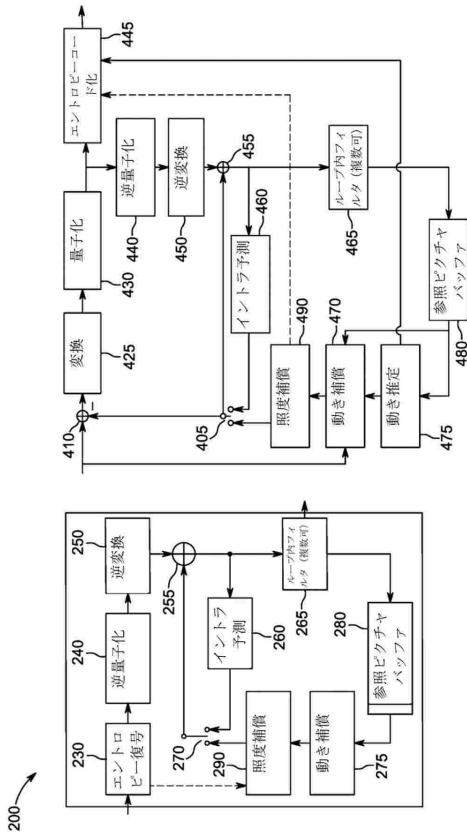 200
230
エントロ
ピー復号
240
逆量子化
250
逆変換
255
イントラ
予測
260
270
290
照度補償
動き補償
275
ループ内フィ
ルタ（複数可）
265
280
参照ピクチャ
バッファ
410
−
変換
425
量子化
430
エントロピーコー
ド化
445
逆量子化
440
逆変換
450
455
イントラ予測
460
405
照度補償
490
動き補償
470
動き推定
475
ループ内フィ
ルタ（複数可）
465
参照ピクチャ
バッファ
480